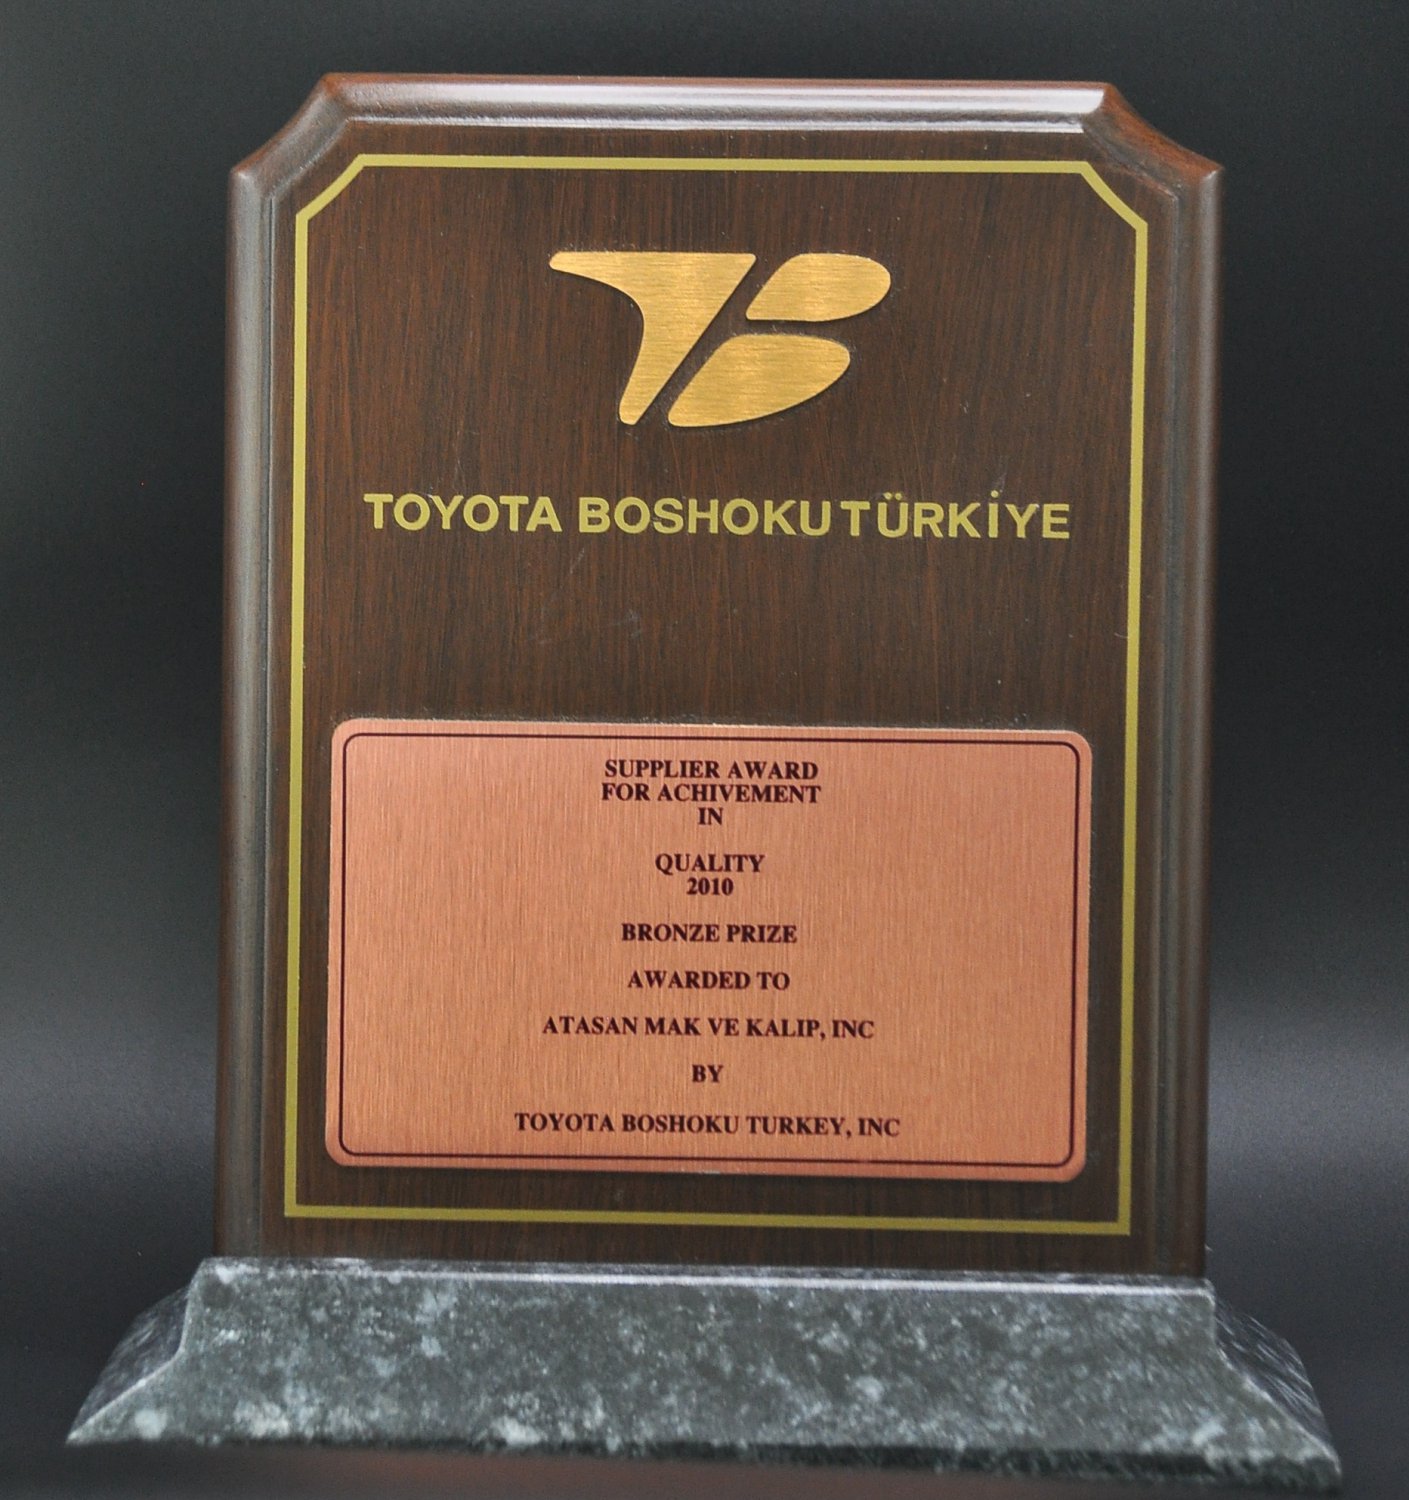 TB
TOYOTA BOSHOKU TÜRKİYE
SUPPLIER AWARD
FOR ACHIVEMENT
IN
QUALITY
2010
BRONZE PRIZE
AWARDED TO
ATASAN MAK VE KALIP, INC
BY
TOYOTA BOSHOKU TURKEY, INC